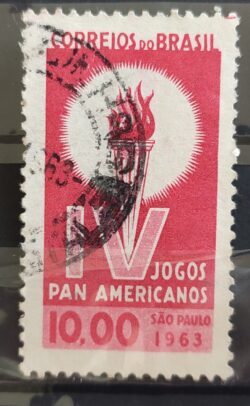 CORREIOS DO BRASIL
IV JOGOS
PAN AMERICANOS
10,00 SÃO PAULO
1963